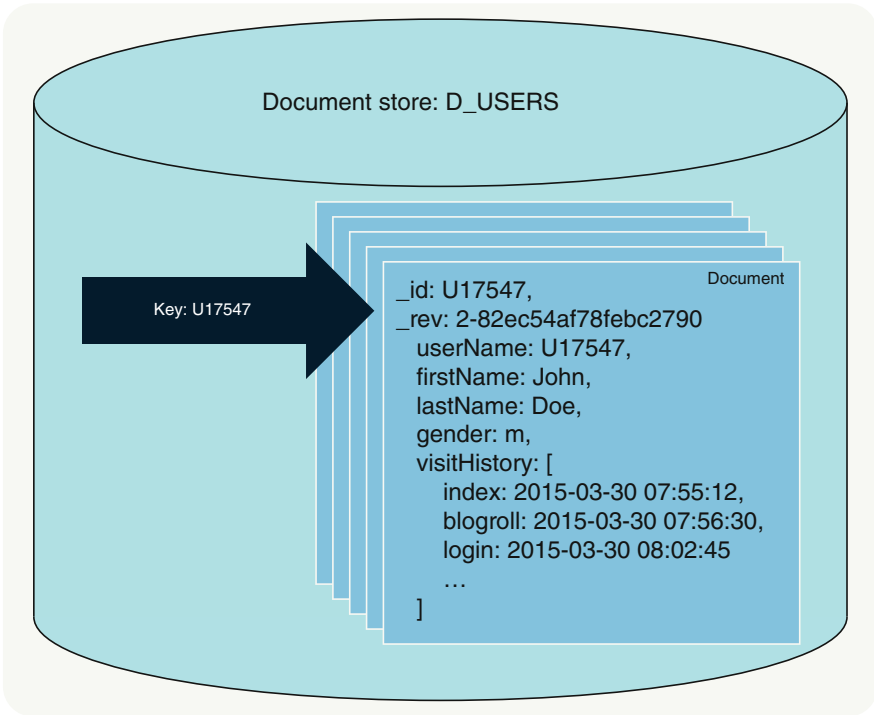 Document store: D_USERS
Key: U17547
Document
_id: U17547,
_rev: 2-82ec54af78febc2790
userName: U17547,
firstName: John,
lastName: Doe,
gender: m,
visitHistory: [
index: 2015-03-30 07:55:12,
blogroll: 2015-03-30 07:56:30,
login: 2015-03-30 08:02:45
…
]